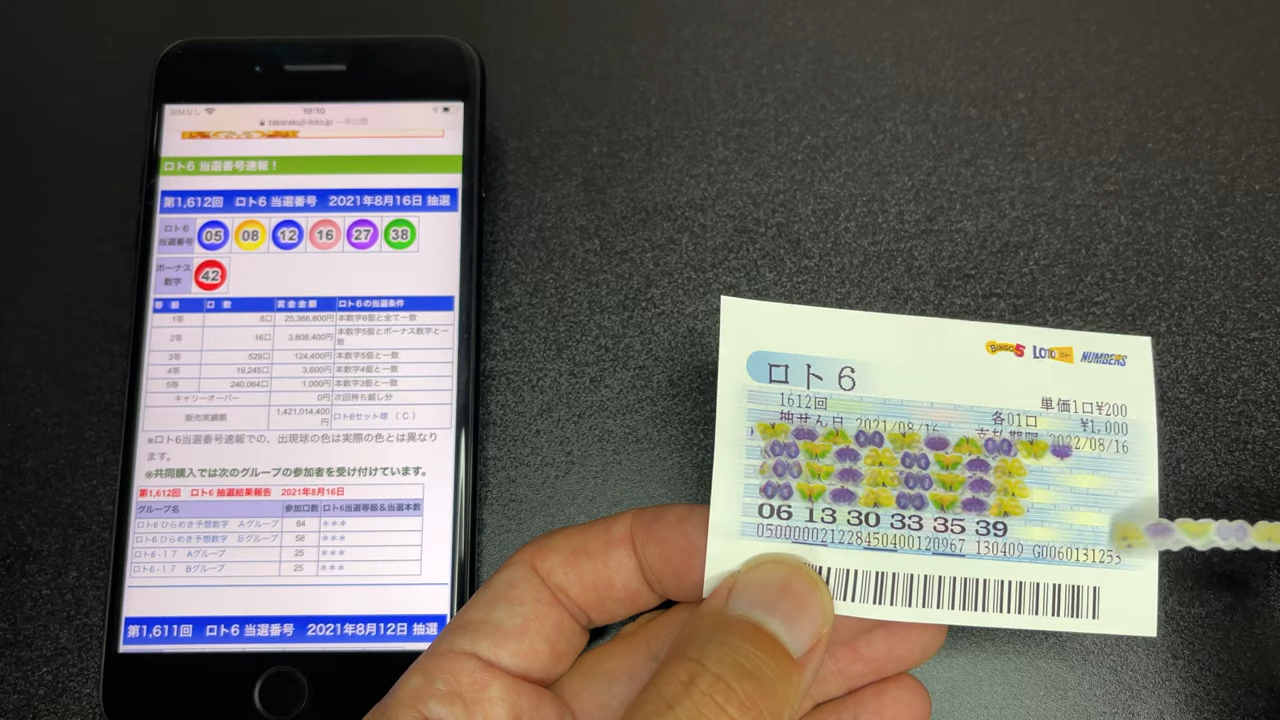 SIMなし 19:10
takarakuji-loto.jp
ロト6 当選番号速報！
第1,612回 ロト6 当選番号 2021年8月16日 抽選
ロト6 当選番号 05 08 12 16 27 38
ボーナス数字 42
等 級 口 数 賞金金額 ロト6の当選条件
1等 8口 25,388,800円 本数字6個と全て一致
2等 16口 3,808,400円 本数字5個とボーナス数字と一致
3等 529口 124,400円 本数字5個と一致
4等 19,245口 3,600円 本数字4個と一致
5等 240,064口 1,000円 本数字3個と一致
キャリーオーバー 0円 次回持ち越し分
販売実績額 1,421,014,400円 ロト6セット球 （C）
※ロト6当選番号速報での、出現球の色は実際の色とは異なります。
※共同購入では次のグループの参加者を受け付けています。
第1,612回 ロト6 抽選結果報告 2021年8月16日
グループ名 参加口数 ロト6当選等級&当選本数
ロト6 ひらめき予想数字 Aグループ 84 ***
ロト6 ひらめき予想数字 Bグループ 58 ***
ロト6-17 Aグループ 25 ***
ロト6-17 Bグループ 25 ***
第1,611回 ロト6 当選番号 2021年8月12日 抽選
BINGO5 LOTO NUMBERS
ロト6
単価1口¥200
1612回 各01口 ¥1,000
抽せん日 2021/08/16 支払期限 2022/08/16
06 13 30 33 35 39
0500000212284504001209​67 130409 G0060131253